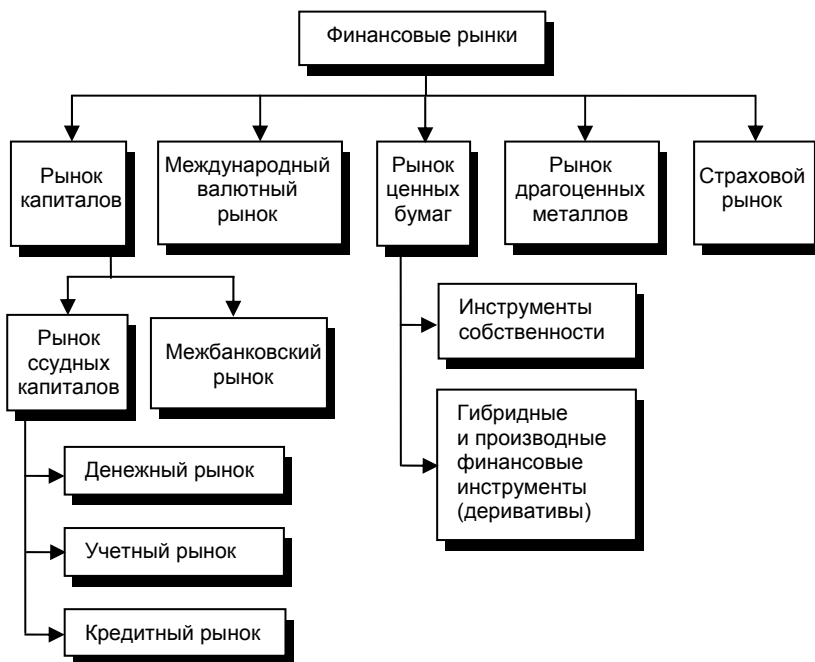 Финансовые рынки
Рынок
капиталов
Международный
валютный
рынок
Рынок
ценных
бумаг
Рынок
драгоценных
металлов
Страховой
рынок
Рынок
ссудных
капиталов
Межбанковский
рынок
Инструменты
собственности
Гибридные
и производные
финансовые
инструменты
(деривативы)
Денежный рынок
Учетный рынок
Кредитный рынок